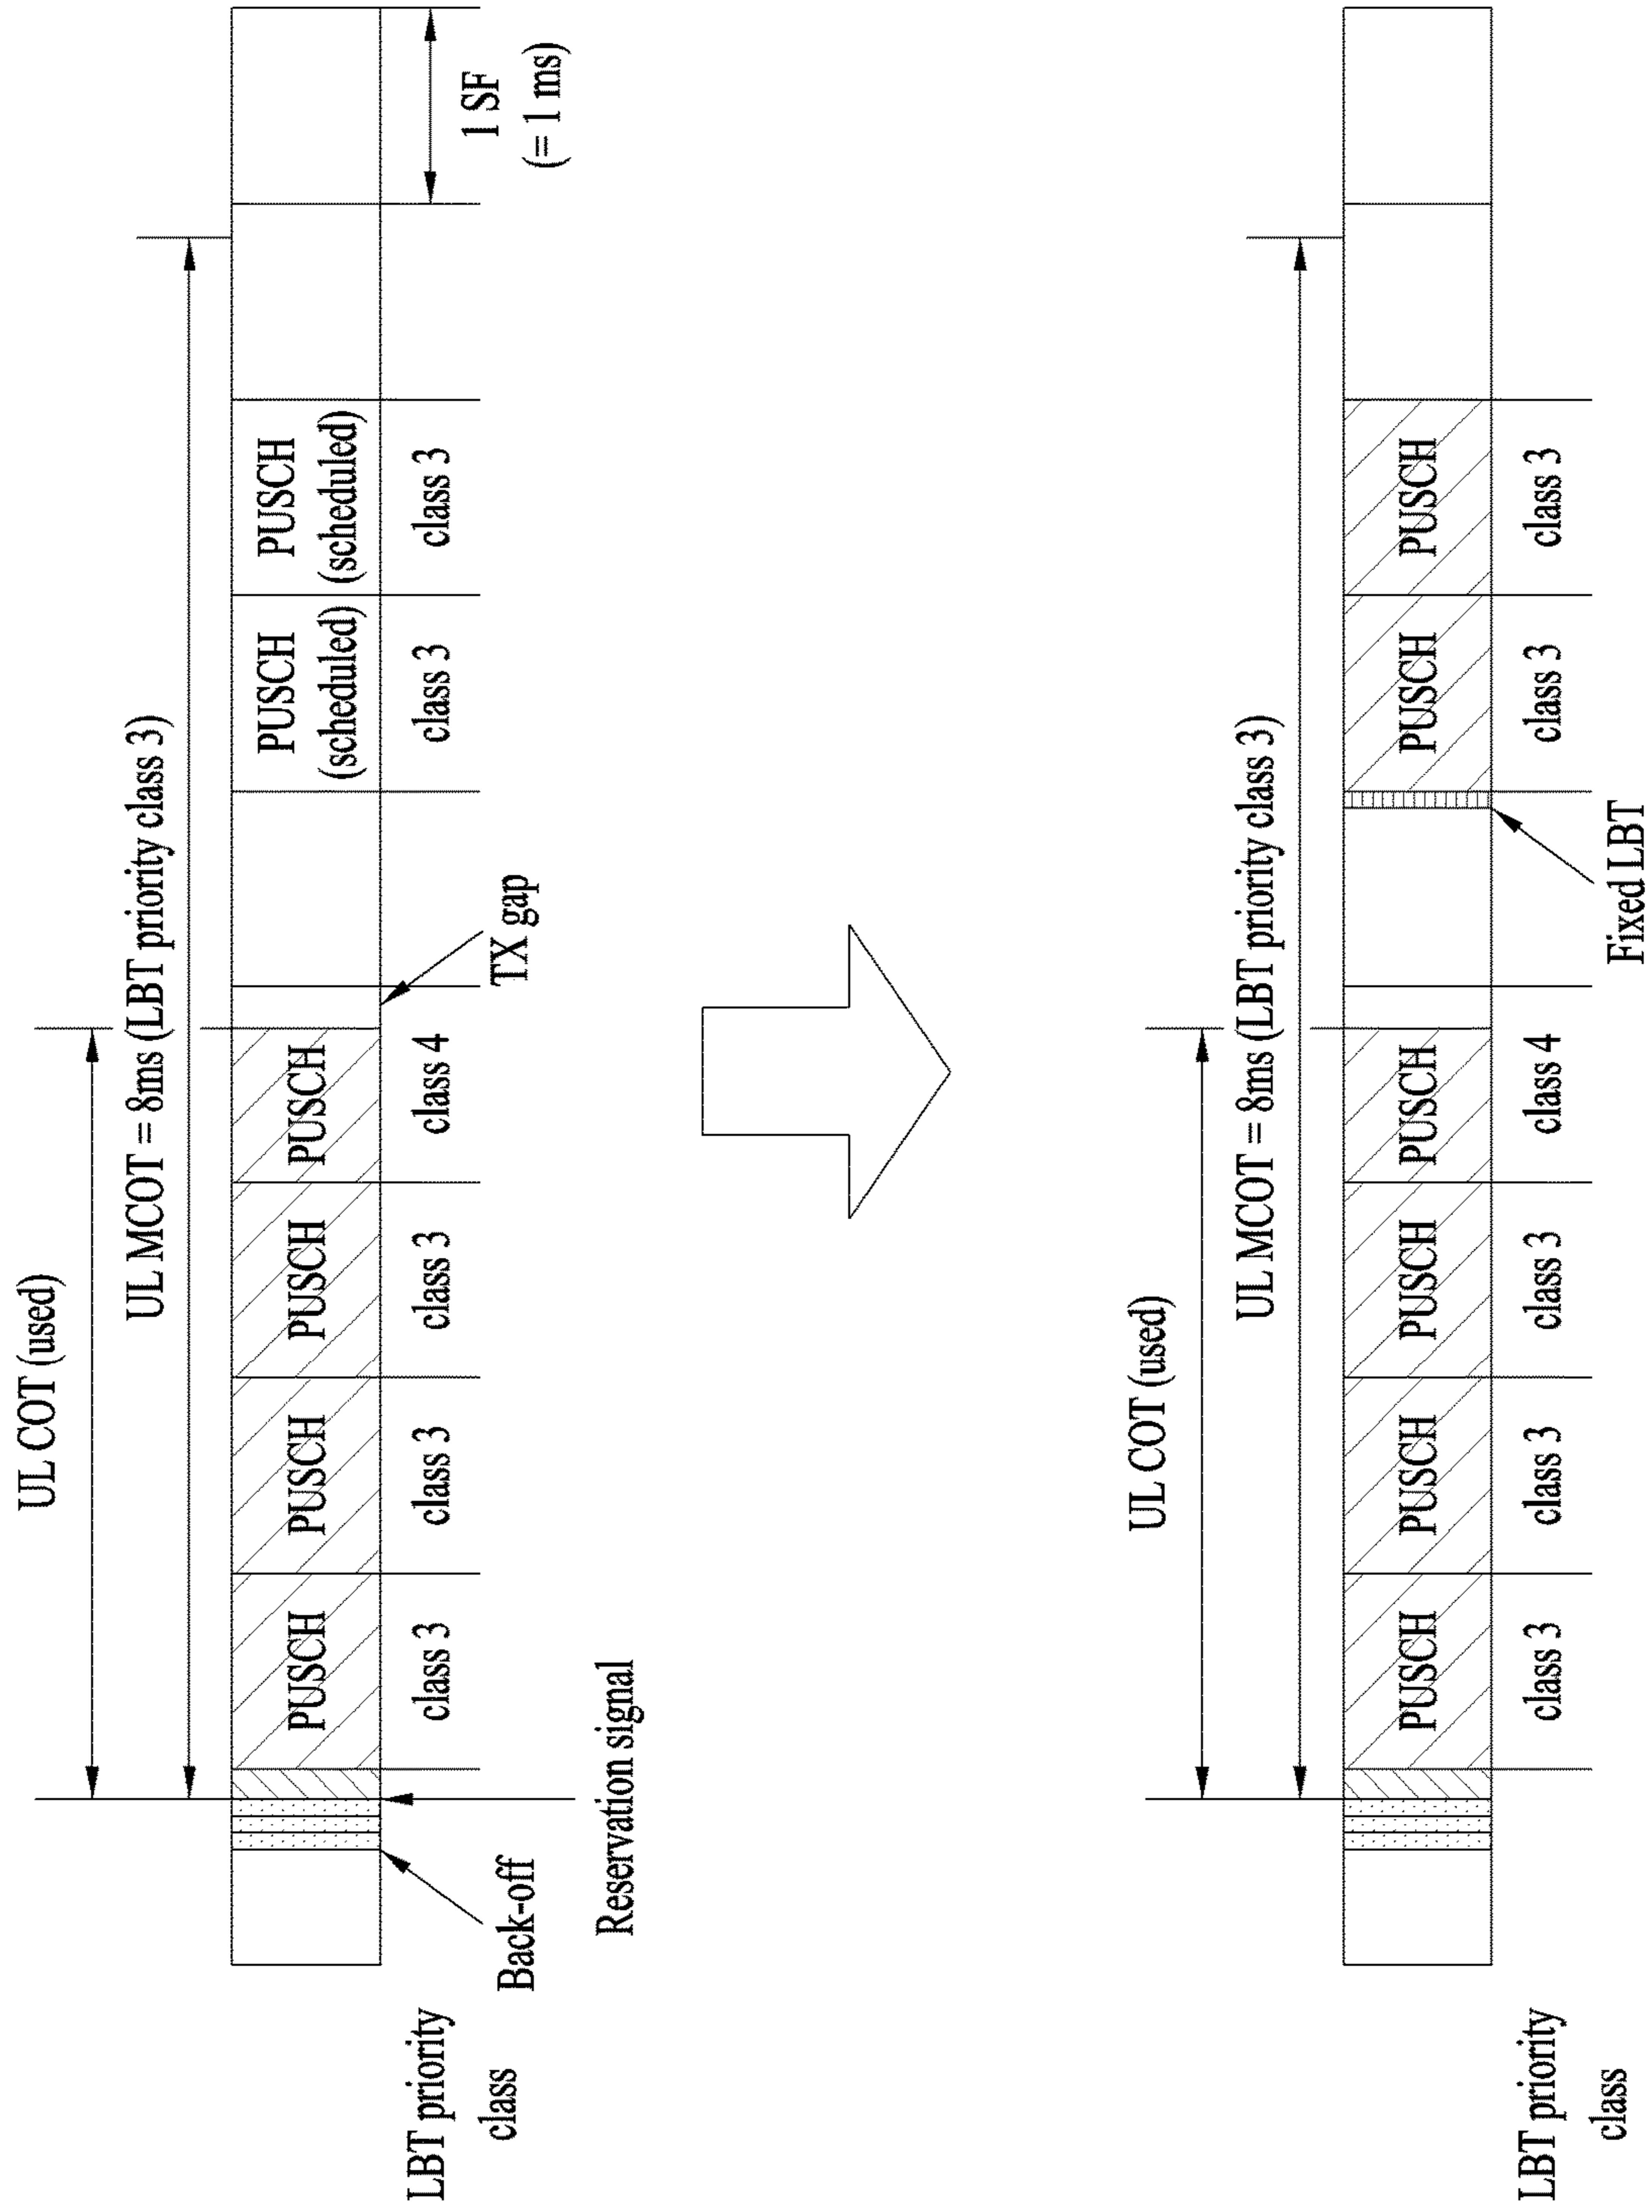 UL COT (used)
UL MCOT = 8ms (LBT priority class 3)
PUSCH
PUSCH
PUSCH
PUSCH
PUSCH
(scheduled)
PUSCH
(scheduled)
LBT priority
class
class 3
class 3
class 3
class 4
class 3
class 3
1 SF
(= 1 ms)
Back-off
TX gap
Reservation signal
UL COT (used)
UL MCOT = 8ms (LBT priority class 3)
PUSCH
PUSCH
PUSCH
PUSCH
PUSCH
PUSCH
LBT priority
class
class 3
class 3
class 3
class 4
class 3
class 3
Fixed LBT